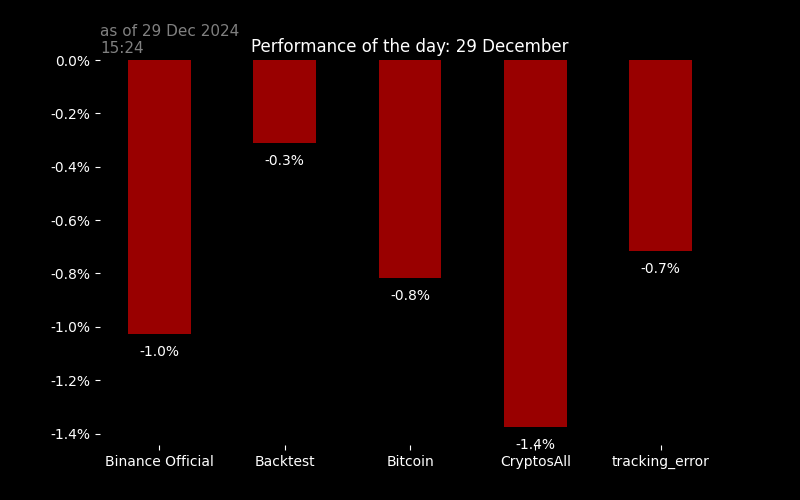 as of 29 Dec 2024
15:24
Performance of the day: 29 December
0.0%
-0.2%
-0.4%
-0.6%
-0.8%
-1.0%
-1.2%
-1.4%
-1.0%
-0.3%
-0.8%
-1.4%
-0.7%
Binance Official
Backtest
Bitcoin
CryptosAll
tracking_error